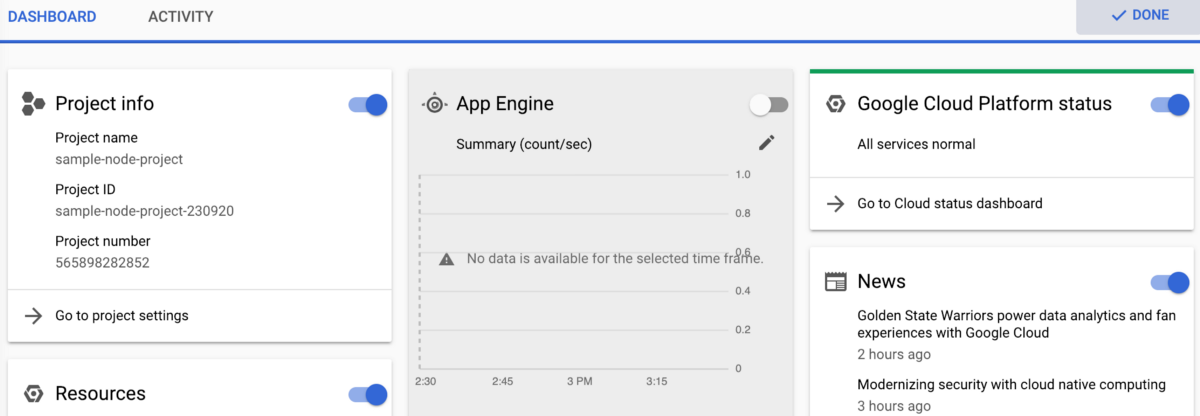 DASHBOARD
ACTIVITY
DONE
Project info
Project name
sample-node-project
Project ID
sample-node-project-230920
Project number
565898282852
Go to project settings
Resources
App Engine
Summary (count/sec)
1.0
0.8
0.6
No data is available for the selected time frame.
0.4
0.2
0
2:30 2:45 3 PM 3:15
Google Cloud Platform status
All services normal
Go to Cloud status dashboard
News
Golden State Warriors power data analytics and fan
experiences with Google Cloud
2 hours ago
Modernizing security with cloud native computing
3 hours ago